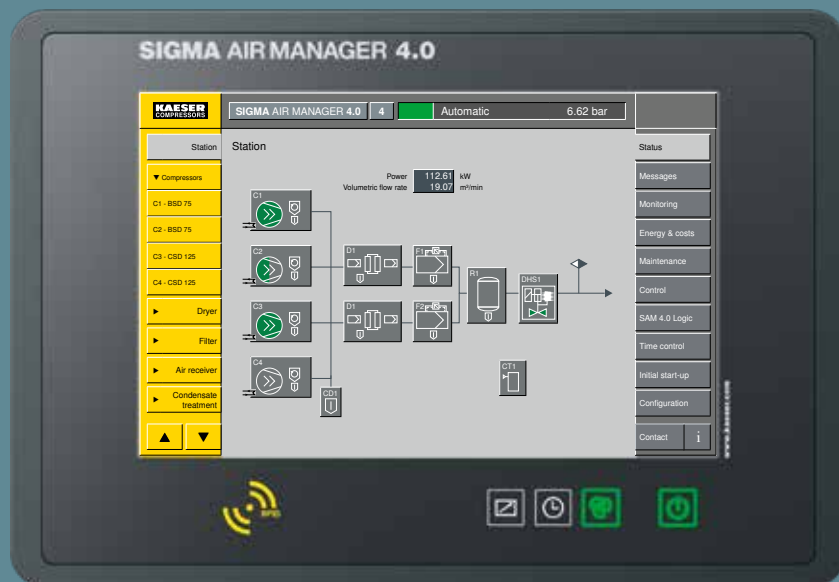 SIGMA AIR MANAGER 4.0
KAESER
COMPRESSORS
SIGMA AIR MANAGER 4.0
4
Automatic
6.62 bar
Station
▼ Compressors
C1 - BSD 75
C2 - BSD 75
C3 - CSD 125
C4 - CSD 125
Dryer
Filter
Air receiver
Condensate
treatment
Station
Power 112.61 kW
Volumetric flow rate 19.07 m³/min
C1
C2
D1
F1
R1
DHS1
C3
D1
F2
C4
CD1
CT1
Status
Messages
Monitoring
Energy & costs
Maintenance
Control
SAM 4.0 Logic
Time control
Initial start-up
Configuration
Contact i
www.kaeser.com
RFID